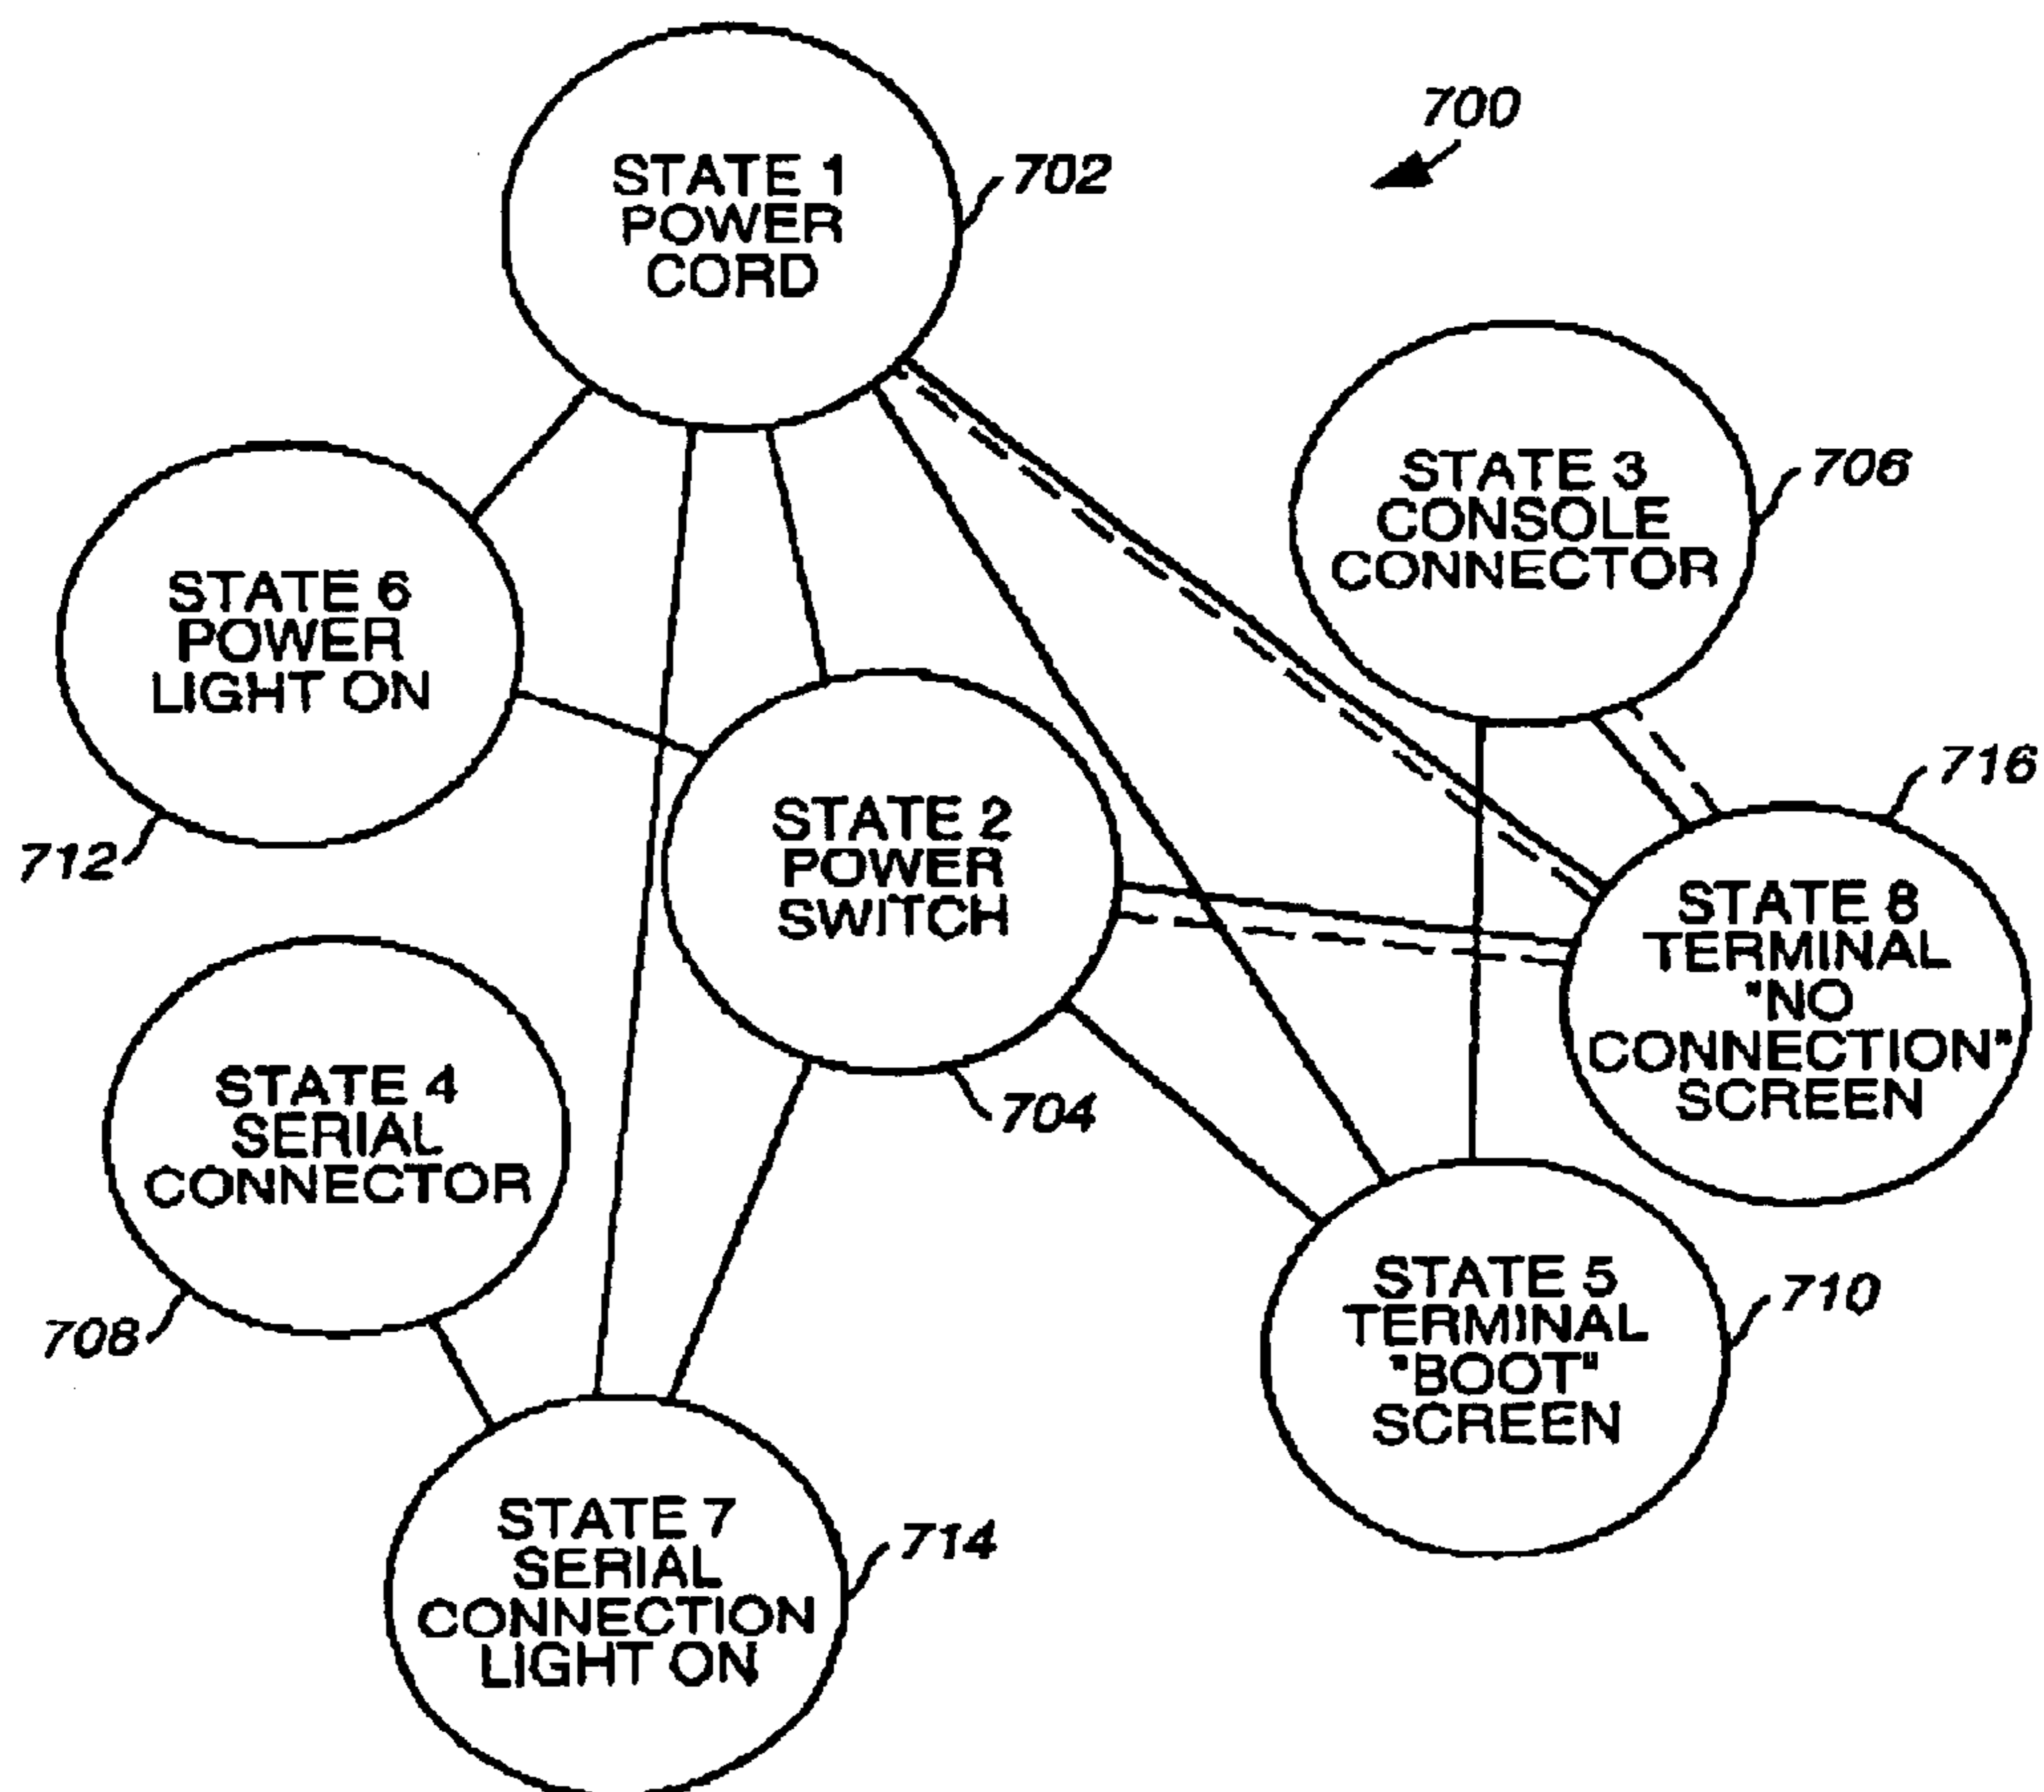 700
STATE 1
POWER
CORD
702
STATE 3
CONSOLE
CONNECTOR
706
STATE 6
POWER
LIGHT ON
712
STATE 2
POWER
SWITCH
704
716
STATE 8
TERMINAL
"NO
CONNECTION"
SCREEN
STATE 4
SERIAL
CONNECTOR
708
STATE 5
TERMINAL
"BOOT"
SCREEN
710
STATE 7
SERIAL
CONNECTION
LIGHT ON
714